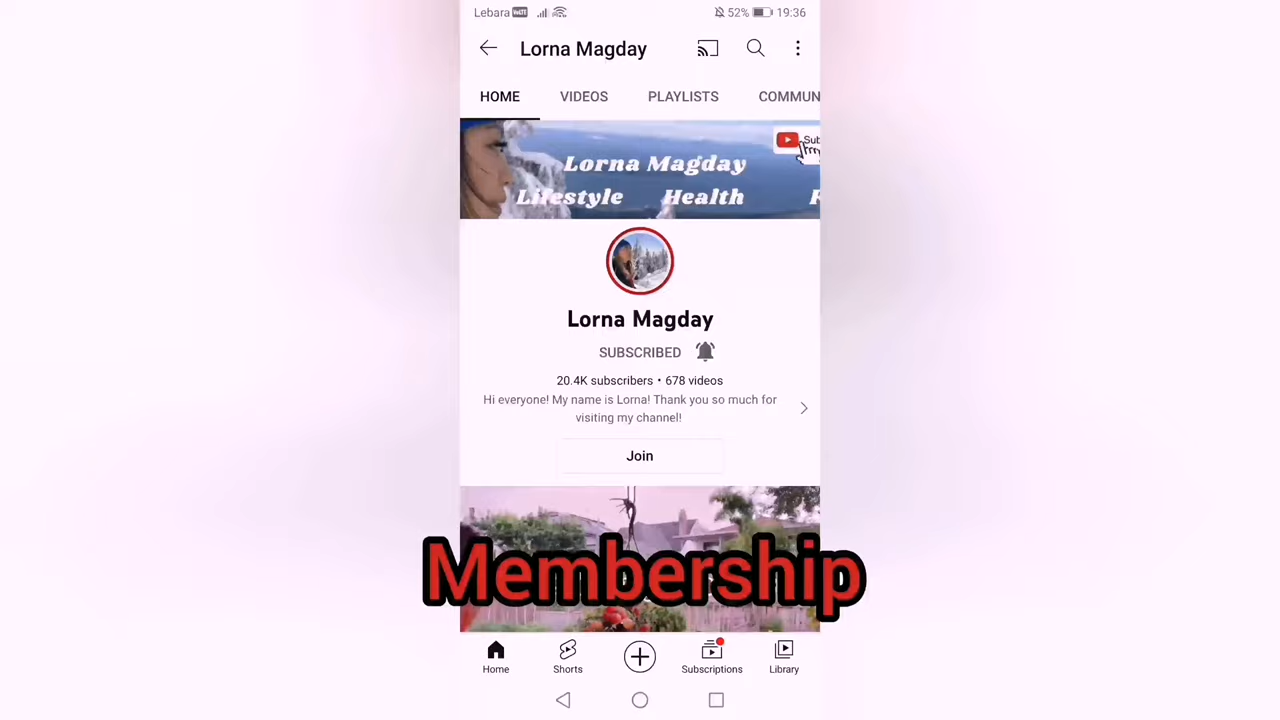 Lebara VoLTE 52% 19:36
Lorna Magday
HOME VIDEOS PLAYLISTS COMMUN
Sub
Lorna Magday
Lifestyle Health F
Lorna Magday
SUBSCRIBED
20.4K subscribers • 678 videos
Hi everyone! My name is Lorna! Thank you so much for
visiting my channel!
Join
Membership
Home Shorts Subscriptions Library